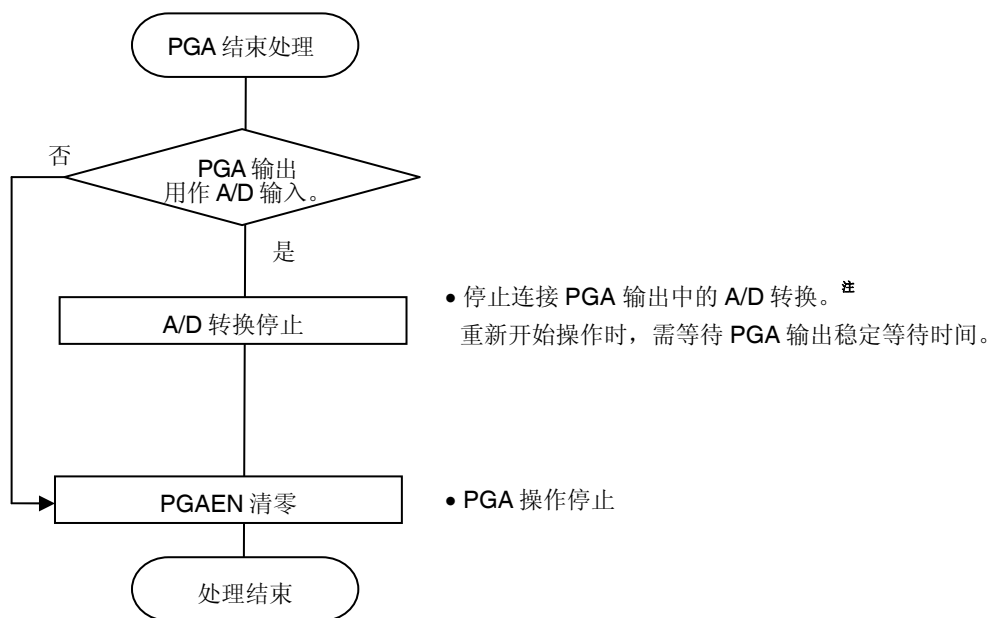 PGA 结束处理
否
PGA 输出
用作 A/D 输入。
是
A/D 转换停止
• 停止连接 PGA 输出中的 A/D 转换。注
重新开始操作时，需等待 PGA 输出稳定等待时间。
PGAEN 清零
• PGA 操作停止
处理结束